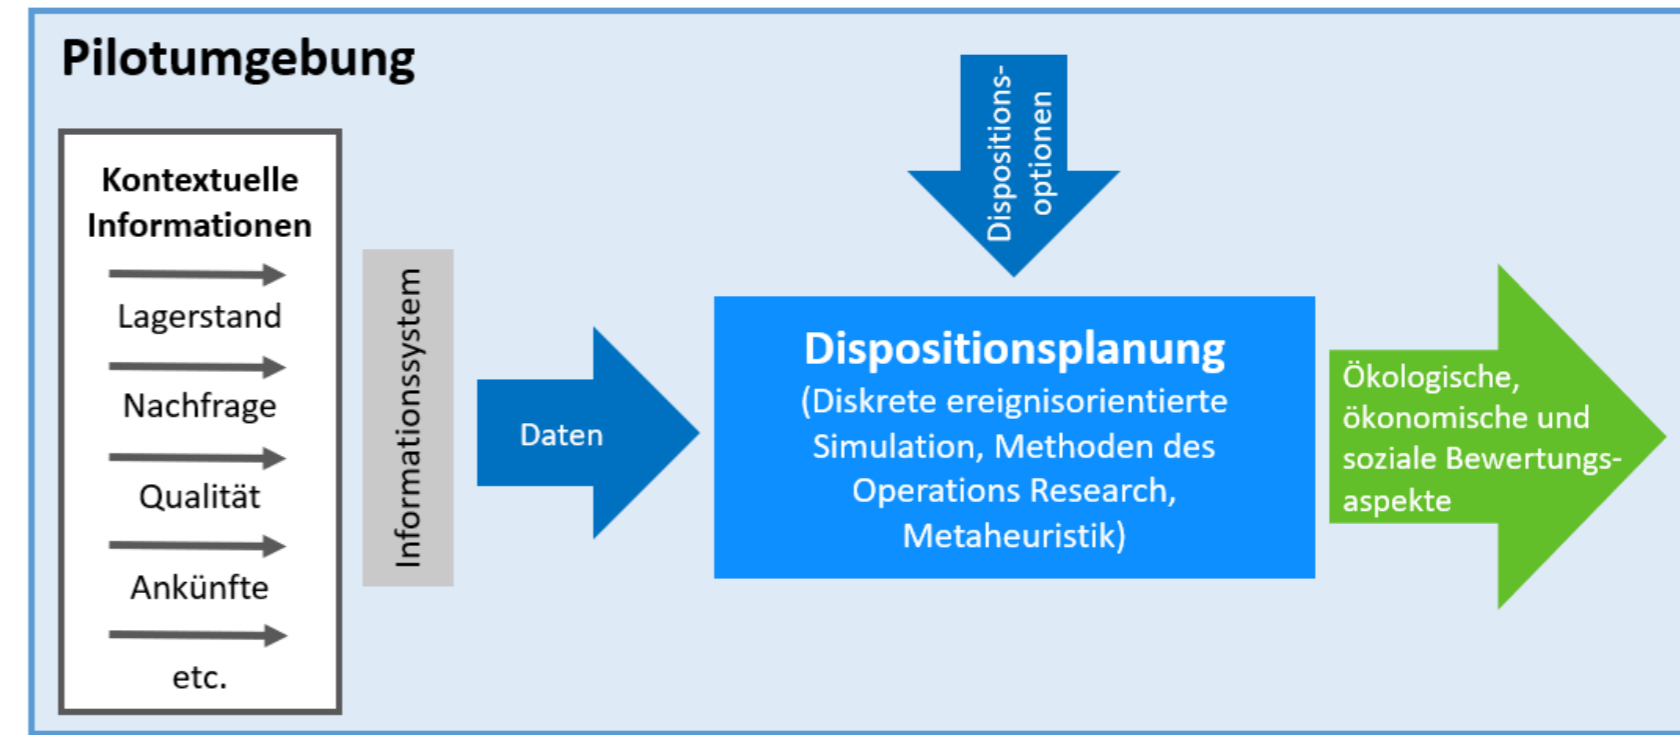 Pilotumgebung
Kontextuelle
Informationen
Lagerstand
Nachfrage
Qualität
Ankünfte
etc.
Informationssystem
Daten
Dispositions-
optionen
Dispositionsplanung
(Diskrete ereignisorientierte
Simulation, Methoden des
Operations Research,
Metaheuristik)
Ökologische,
ökonomische und
soziale Bewertungs-
aspekte